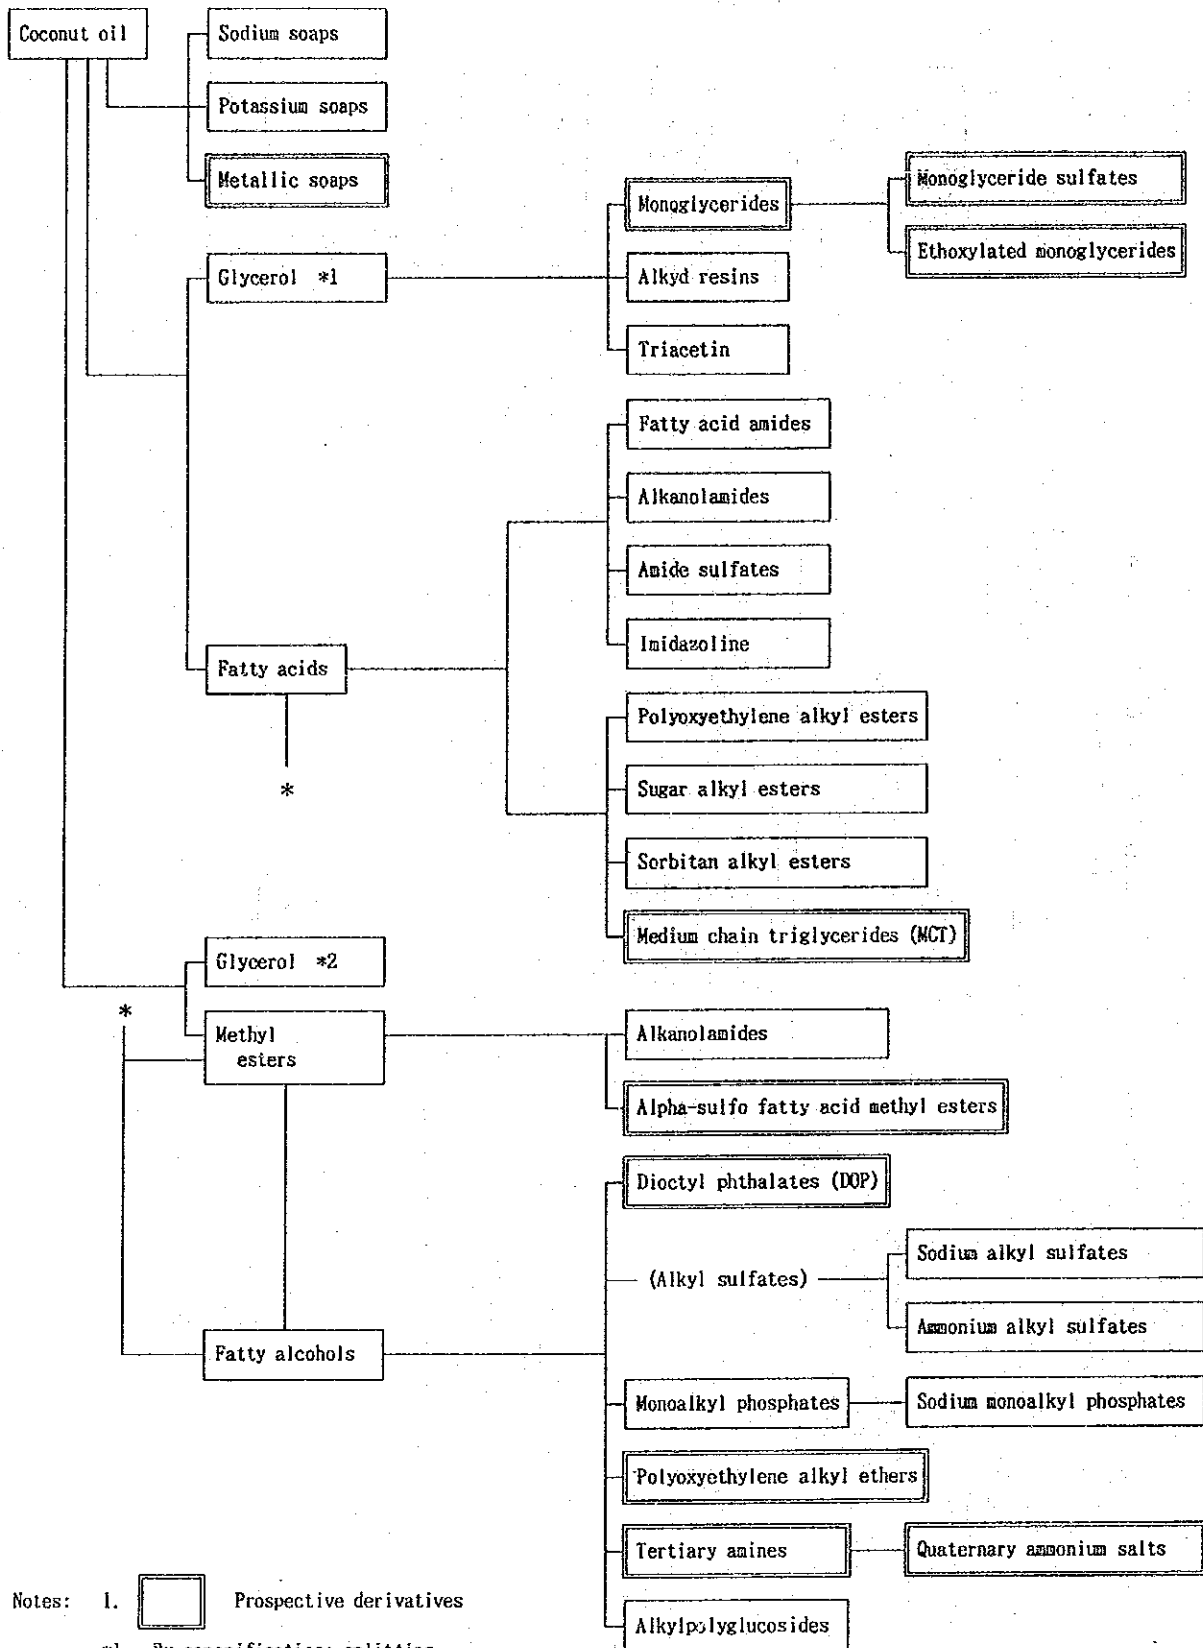 Coconut oil
Sodium soaps
Potassium soaps
Metallic soaps
Monoglycerides
Monoglyceride sulfates
Ethoxylated monoglycerides
Glycerol *1
Alkyd resins
Triacetin
Fatty acid amides
Alkanolamides
Amide sulfates
Imidazoline
Fatty acids
*
Polyoxyethylene alkyl esters
Sugar alkyl esters
Sorbitan alkyl esters
Medium chain triglycerides (MCT)
Glycerol *2
*
Methyl
esters
Alkanolamides
Alpha-sulfo fatty acid methyl esters
Dioctyl phthalates (DOP)
(Alkyl sulfates)
Sodium alkyl sulfates
Ammonium alkyl sulfates
Fatty alcohols
Monoalkyl phosphates
Sodium monoalkyl phosphates
Polyoxyethylene alkyl ethers
Tertiary amines
Quaternary ammonium salts
Alkylpolyglucosides
Notes: 1. Prospective derivatives